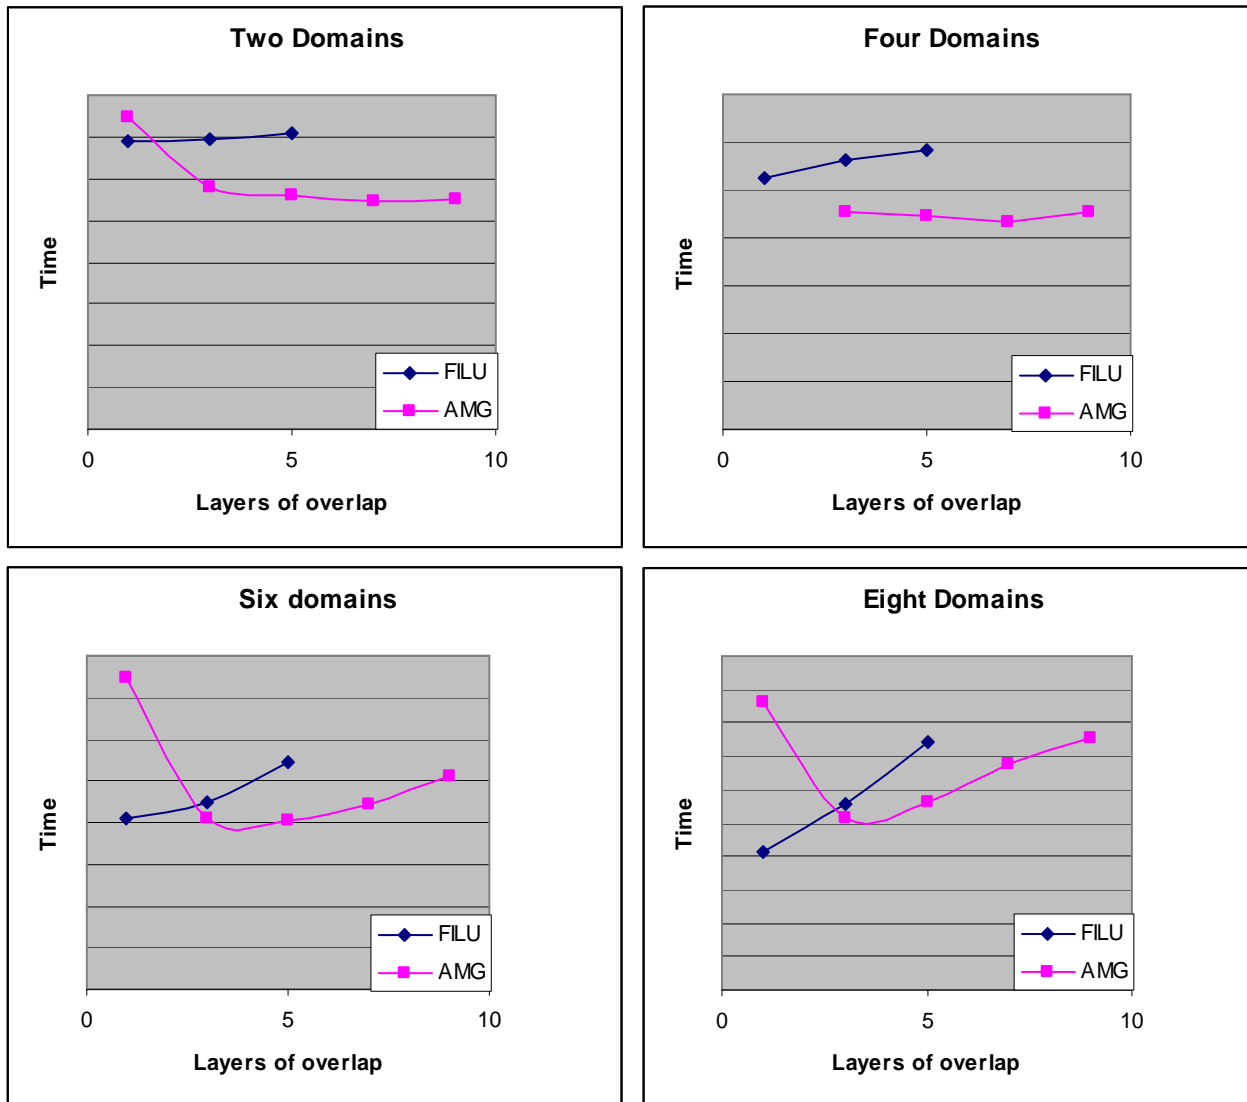 Two Domains
Time
FILU
AMG
0
5
10
Layers of overlap
Four Domains
Time
FILU
AMG
0
5
10
Layers of overlap
Six domains
Time
FILU
AMG
0
5
10
Layers of overlap
Eight Domains
Time
FILU
AMG
0
5
10
Layers of overlap